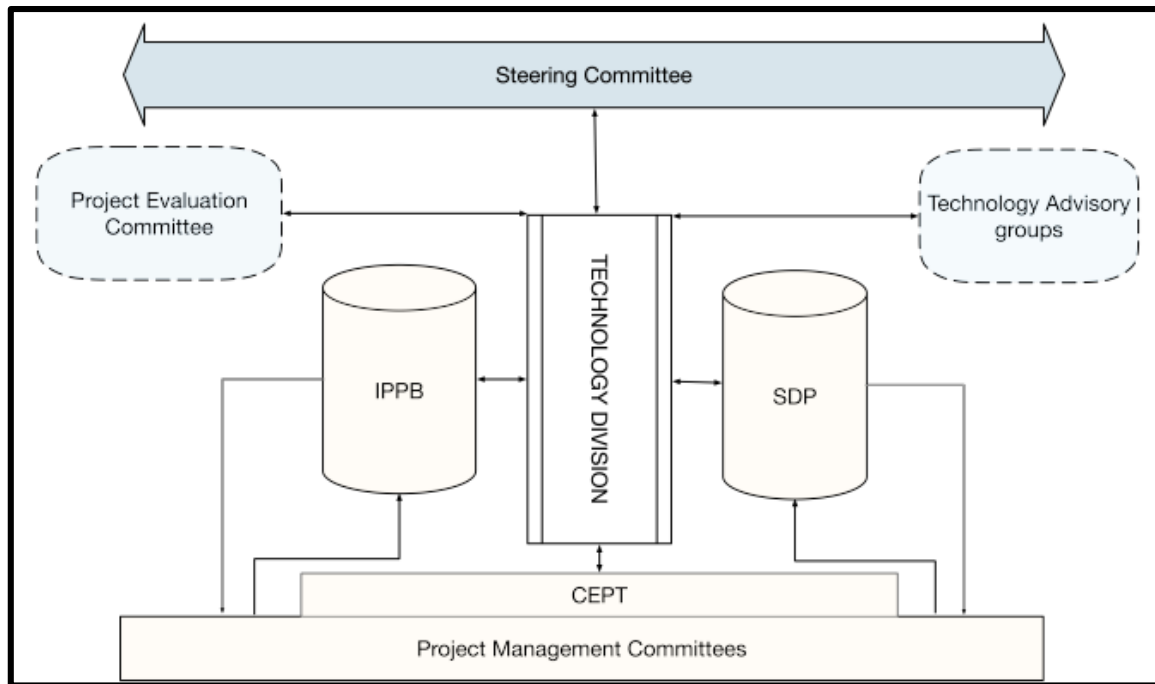 Steering Committee
Project Evaluation
Committee
Technology Advisory
groups
TECHNOLOGY DIVISION
IPPB
SDP
CEPT
Project Management Committees